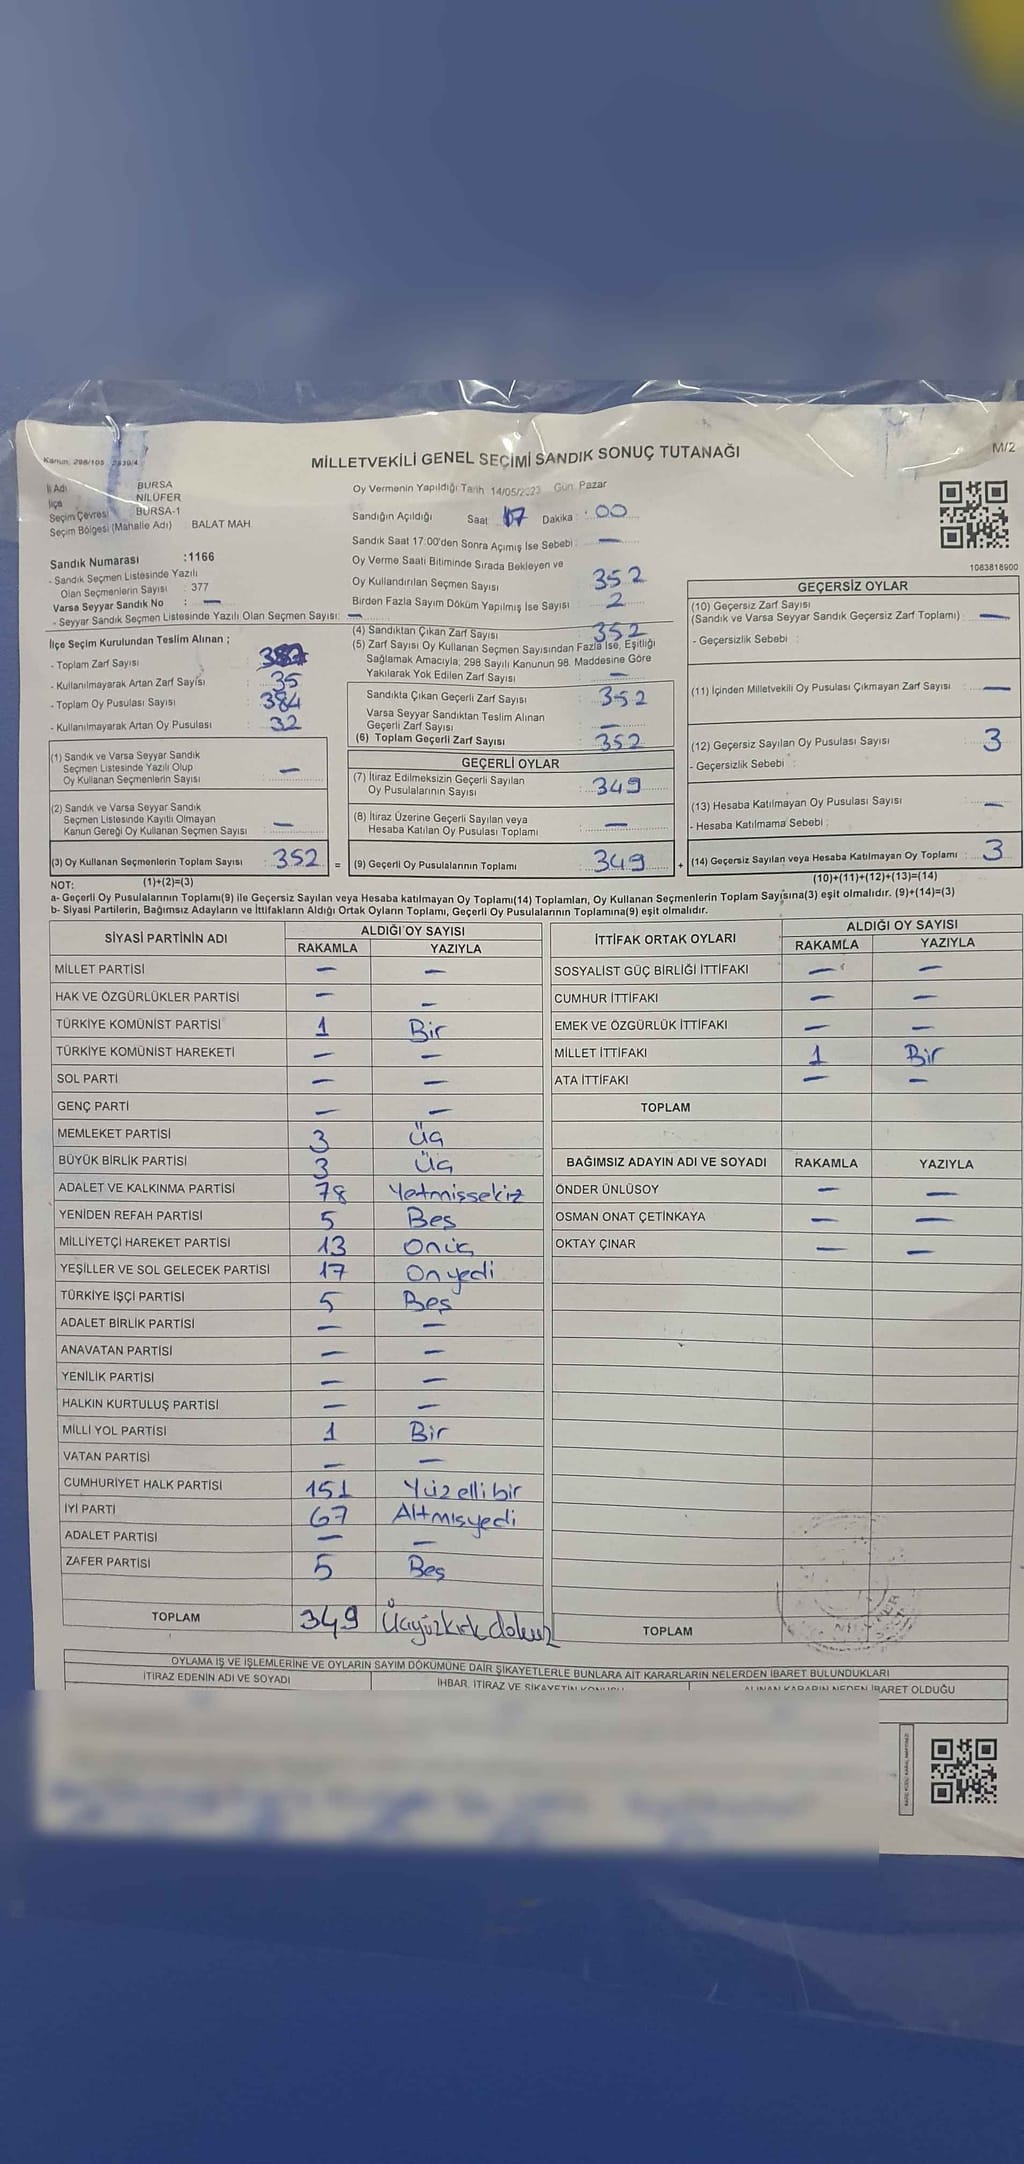 Kanun: 298/105 2839/4
M/2
MİLLETVEKİLİ GENEL SEÇİMİ SANDIK SONUÇ TUTANAĞI
İl Adı BURSA
İlçe NİLÜFER
Seçim Çevresi BURSA-1
Seçim Bölgesi (Mahalle Adı) BALAT MAH.
Oy Vermenin Yapıldığı Tarih 14/05/2023 Gün: Pazar
Sandığın Açıldığı Saat 17 Dakika : 00
Sandık Saat 17:00'den Sonra Açımış İse Sebebi : —
Sandık Numarası :1166
- Sandık Seçmen Listesinde Yazılı
Olan Seçmenlerin Sayısı : 377
Varsa Seyyar Sandık No : —
- Seyyar Sandık Seçmen Listesinde Yazılı Olan Seçmen Sayısı: —
Oy Verme Saati Bitiminde Sırada Bekleyen ve
Oy Kullandırılan Seçmen Sayısı 352
Birden Fazla Sayım Döküm Yapılmış İse Sayısı 2
1083818900
İlçe Seçim Kurulundan Teslim Alınan ;
- Toplam Zarf Sayısı :
- Kullanılmayarak Artan Zarf Sayısı : 35
- Toplam Oy Pusulası Sayısı : 384
- Kullanılmayarak Artan Oy Pusulası : 32
(4) Sandıktan Çıkan Zarf Sayısı 352
(5) Zarf Sayısı Oy Kullanan Seçmen Sayısından Fazla İse, Eşitliği
Sağlamak Amacıyla; 298 Sayılı Kanunun 98. Maddesine Göre
Yakılarak Yok Edilen Zarf Sayısı : —
Sandıkta Çıkan Geçerli Zarf Sayısı : 352
Varsa Seyyar Sandıktan Teslim Alınan
Geçerli Zarf Sayısı : —
(6) Toplam Geçerli Zarf Sayısı : 352
GEÇERSİZ OYLAR
(10) Geçersiz Zarf Sayısı
(Sandık ve Varsa Seyyar Sandık Geçersiz Zarf Toplamı) : —
- Geçersizlik Sebebi :
(11) İçinden Milletvekili Oy Pusulası Çıkmayan Zarf Sayısı : —
(12) Geçersiz Sayılan Oy Pusulası Sayısı : 3
- Geçersizlik Sebebi :
(13) Hesaba Katılmayan Oy Pusulası Sayısı : —
- Hesaba Katılmama Sebebi :
(14) Geçersiz Sayılan veya Hesaba Katılmayan Oy Toplamı : 3
(10)+(11)+(12)+(13)=(14)
(1) Sandık ve Varsa Seyyar Sandık
Seçmen Listesinde Yazılı Olup
Oy Kullanan Seçmenlerin Sayısı : —
(2) Sandık ve Varsa Seyyar Sandık
Seçmen Listesinde Kayıtlı Olmayan
Kanun Gereği Oy Kullanan Seçmen Sayısı : —
(3) Oy Kullanan Seçmenlerin Toplam Sayısı : 352 =
(1)+(2)=(3)
GEÇERLİ OYLAR
(7) İtiraz Edilmeksizin Geçerli Sayılan
Oy Pusulalarının Sayısı : 349
(8) İtiraz Üzerine Geçerli Sayılan veya
Hesaba Katılan Oy Pusulası Toplamı : —
(9) Geçerli Oy Pusulalarının Toplamı : 349 +
NOT:
a- Geçerli Oy Pusulalarının Toplamı(9) ile Geçersiz Sayılan veya Hesaba katılmayan Oy Toplamı(14) Toplamları, Oy Kullanan Seçmenlerin Toplam Sayısına(3) eşit olmalıdır. (9)+(14)=(3)
b- Siyasi Partilerin, Bağımsız Adayların ve İttifakların Aldığı Ortak Oyların Toplamı, Geçerli Oy Pusulalarının Toplamına(9) eşit olmalıdır.
SİYASİ PARTİNİN ADI ALDIĞI OY SAYISI
RAKAMLA YAZIYLA
MİLLET PARTİSİ — —
HAK VE ÖZGÜRLÜKLER PARTİSİ — —
TÜRKİYE KOMÜNİST PARTİSİ 1 Bir
TÜRKİYE KOMÜNİST HAREKETİ — —
SOL PARTİ — —
GENÇ PARTİ — —
MEMLEKET PARTİSİ 3 Üç
BÜYÜK BİRLİK PARTİSİ 3 Üç
ADALET VE KALKINMA PARTİSİ 78 Yetmişsekiz
YENİDEN REFAH PARTİSİ 5 Beş
MİLLİYETÇİ HAREKET PARTİSİ 13 Onüç
YEŞİLLER VE SOL GELECEK PARTİSİ 17 Onyedi
TÜRKİYE İŞÇİ PARTİSİ 5 Beş
ADALET BİRLİK PARTİSİ — —
ANAVATAN PARTİSİ — —
YENİLİK PARTİSİ — —
HALKIN KURTULUŞ PARTİSİ — —
MİLLİ YOL PARTİSİ 1 Bir
VATAN PARTİSİ — —
CUMHURİYET HALK PARTİSİ 151 Yüzellibir
İYİ PARTİ 67 Altmışyedi
ADALET PARTİSİ — —
ZAFER PARTİSİ 5 Beş
TOPLAM 349 Üçyüzkırkdokuz
İTTİFAK ORTAK OYLARI ALDIĞI OY SAYISI
RAKAMLA YAZIYLA
SOSYALİST GÜÇ BİRLİĞİ İTTİFAKI — —
CUMHUR İTTİFAKI — —
EMEK VE ÖZGÜRLÜK İTTİFAKI — —
MİLLET İTTİFAKI 1 Bir
ATA İTTİFAKI — —
TOPLAM
BAĞIMSIZ ADAYIN ADI VE SOYADI RAKAMLA YAZIYLA
ÖNDER ÜNLÜSOY — —
OSMAN ONAT ÇETİNKAYA — —
OKTAY ÇINAR — —
TOPLAM
OYLAMA İŞ VE İŞLEMLERİNE VE OYLARIN SAYIM DÖKÜMÜNE DAİR ŞİKAYETLERLE BUNLARA AİT KARARLARIN NELERDEN İBARET BULUNDUKLARI
İTİRAZ EDENİN ADI VE SOYADI İHBAR, İTİRAZ VE ŞİKAYETİN KONUSU ALINAN KARARIN NEDEN İBARET OLDUĞU